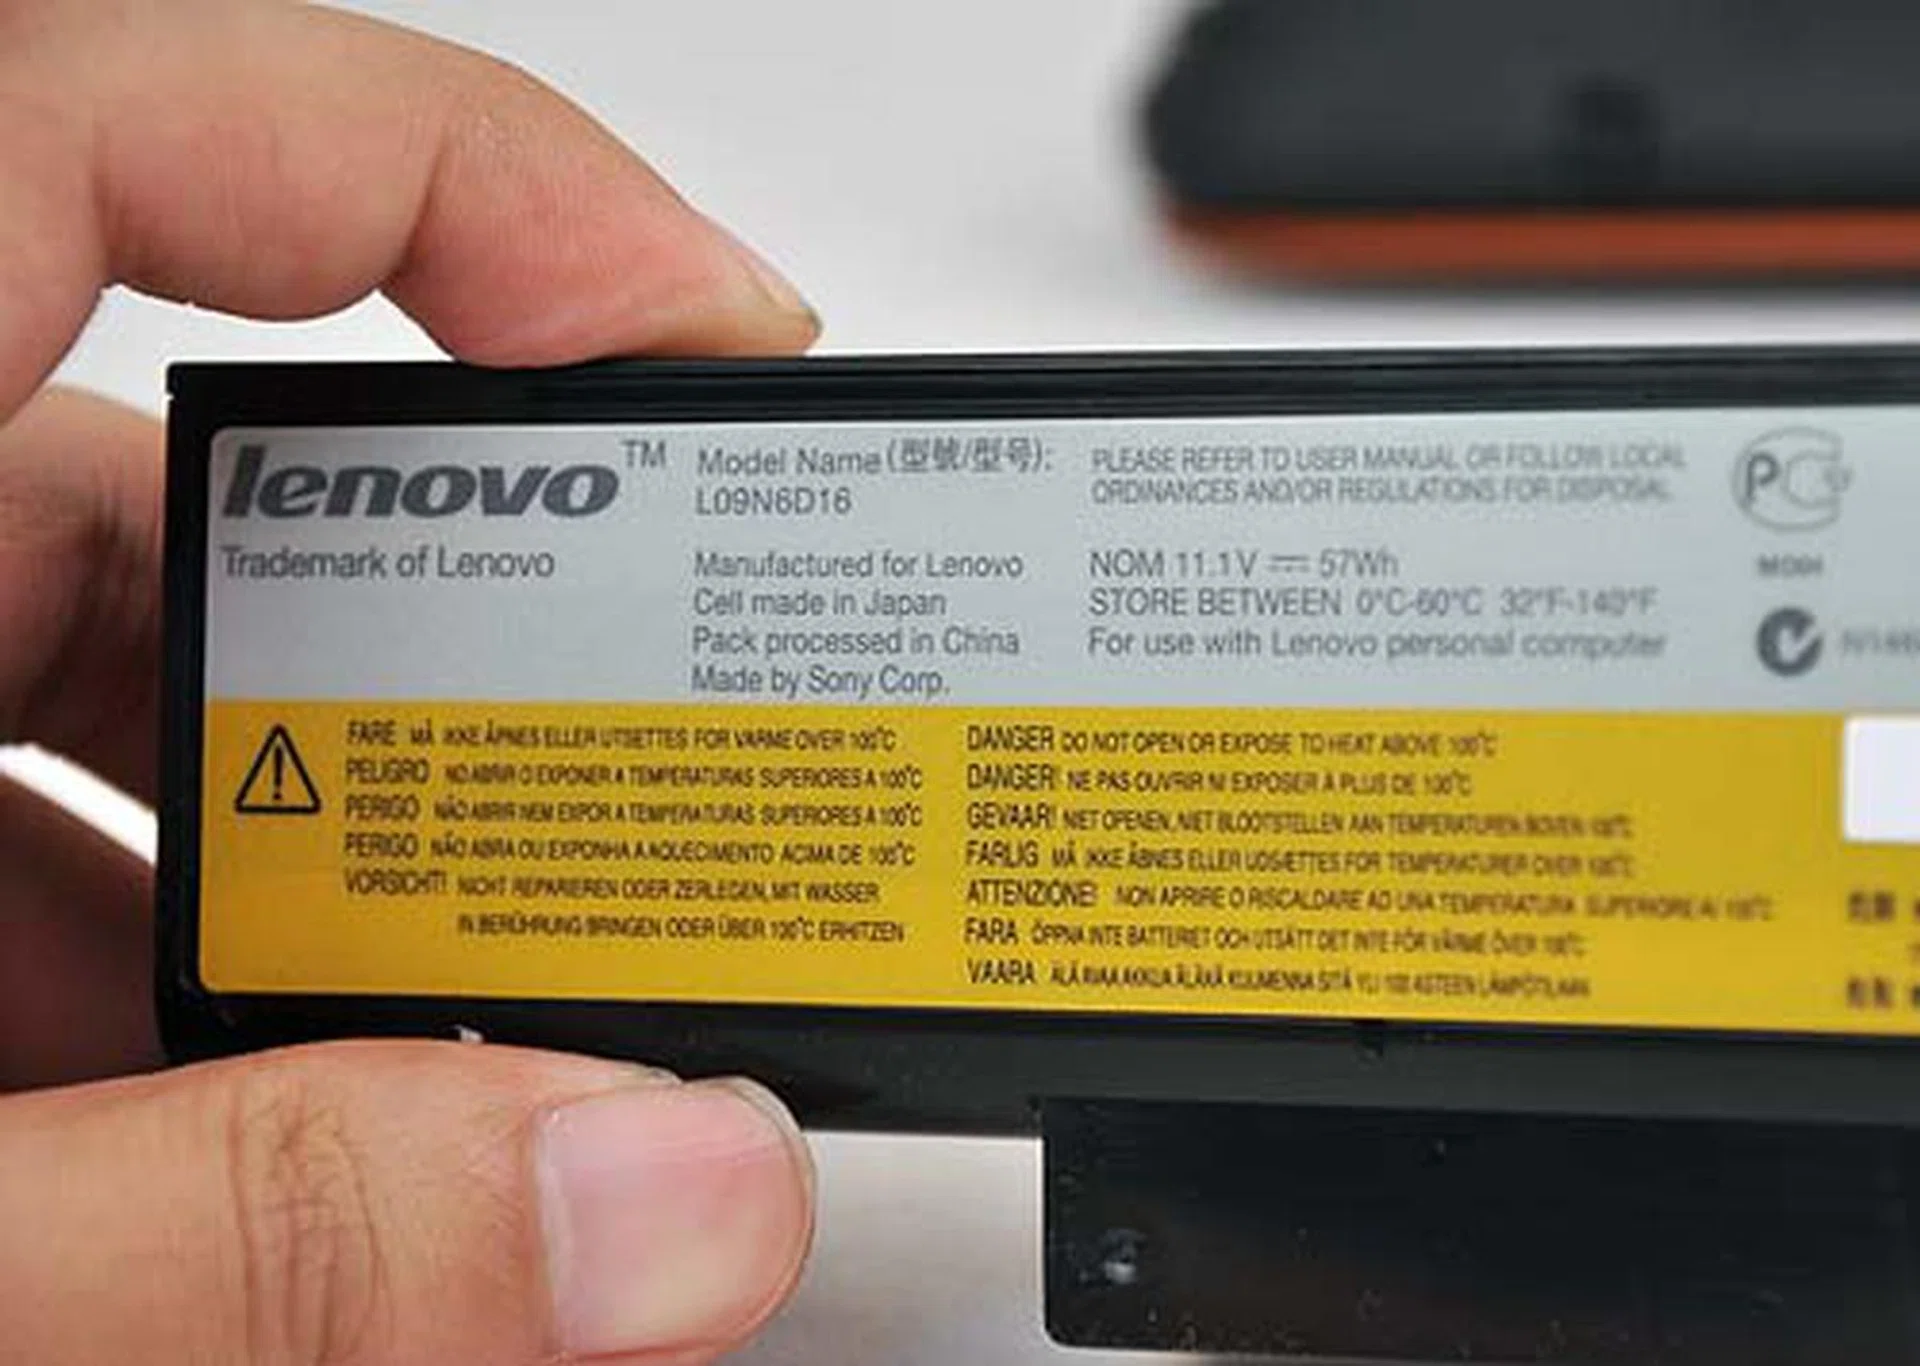 lenovo™
Trademark of Lenovo
Model Name (型號/型号):
L09N6D16
Manufactured for Lenovo
Cell made in Japan
Pack processed in China
Made by Sony Corp.
PLEASE REFER TO USER MANUAL OR FOLLOW LOCAL
ORDINANCES AND/OR REGULATIONS FOR DISPOSAL
NOM 11.1V ⎓ 57Wh
STORE BETWEEN 0°C-60°C 32°F-140°F
For use with Lenovo personal computer
FARE MÅ IKKE ÅPNES ELLER UTSETTES FOR VARME OVER 100°C
PELIGRO NO ABRIR O EXPONER A TEMPERATURAS SUPERIORES A 100°C
PERIGO NÃO ABRIR NEM EXPOR A TEMPERATURAS SUPERIORES A 100°C
PERIGO NÃO ABRA OU EXPONHA A AQUECIMENTO ACIMA DE 100°C
VORSICHT! NICHT REPARIEREN ODER ZERLEGEN, MIT WASSER
IN BERÜHRUNG BRINGEN ODER ÜBER 100°C ERHITZEN
DANGER DO NOT OPEN OR EXPOSE TO HEAT ABOVE 100°C
DANGER! NE PAS OUVRIR NI EXPOSER À PLUS DE 100°C
GEVAAR! NIET OPENEN, NIET BLOOTSTELLEN AAN TEMPERATUREN BOVEN 100°C
FARLIG MÅ IKKE ÅBNES ELLER UDSÆTTES FOR TEMPERATURER OVER 100°C
ATTENZIONE! NON APRIRE O RISCALDARE AD UNA TEMPERATURA SUPERIORE AI 100°C
FARA ÖPPNA INTE BATTERIET OCH UTSÄTT DET INTE FÖR VÄRME ÖVER 100°C
VAARA ÄLÄ AVAA AKKUA ÄLÄKÄ KUUMENNA SITÄ YLI 100 ASTEEN LÄMPÖTILAAN